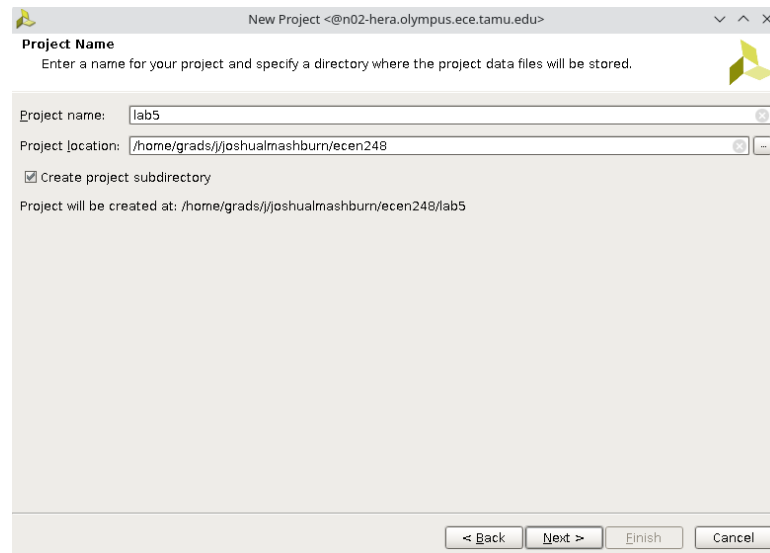 New Project <@n02-hera.olympus.ece.tamu.edu>
Project Name
Enter a name for your project and specify a directory where the project data files will be stored.
Project name: lab5
Project location: /home/grads/j/joshualmashburn/ecen248 ...
Create project subdirectory
Project will be created at: /home/grads/j/joshualmashburn/ecen248/lab5
< Back Next > Finish Cancel